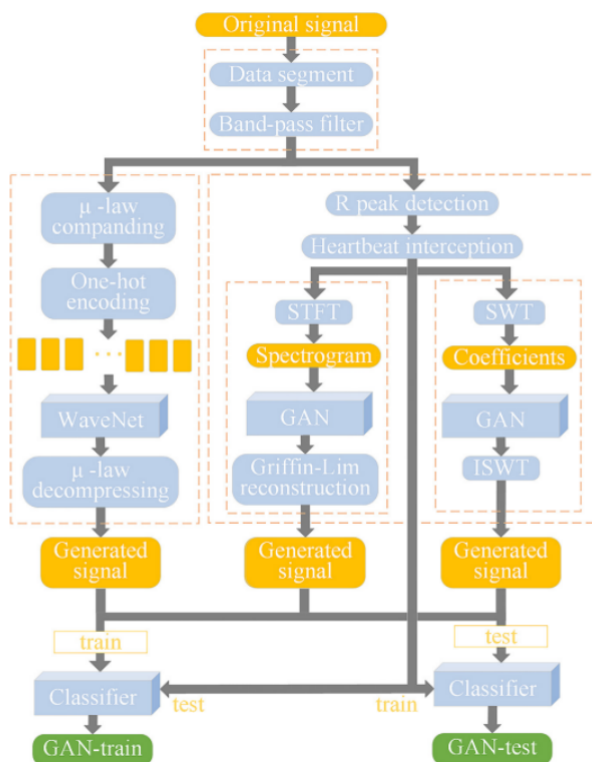 Original signal
Data segment
Band-pass filter
μ -law
companding
One-hot
encoding
...
WaveNet
μ -law
decompressing
Generated
signal
R peak detection
Heartbeat interception
STFT
Spectrogram
GAN
Griffin-Lim
reconstruction
Generated
signal
SWT
Coefficients
GAN
ISWT
Generated
signal
train
test
Classifier
test
train
Classifier
GAN-train
GAN-test